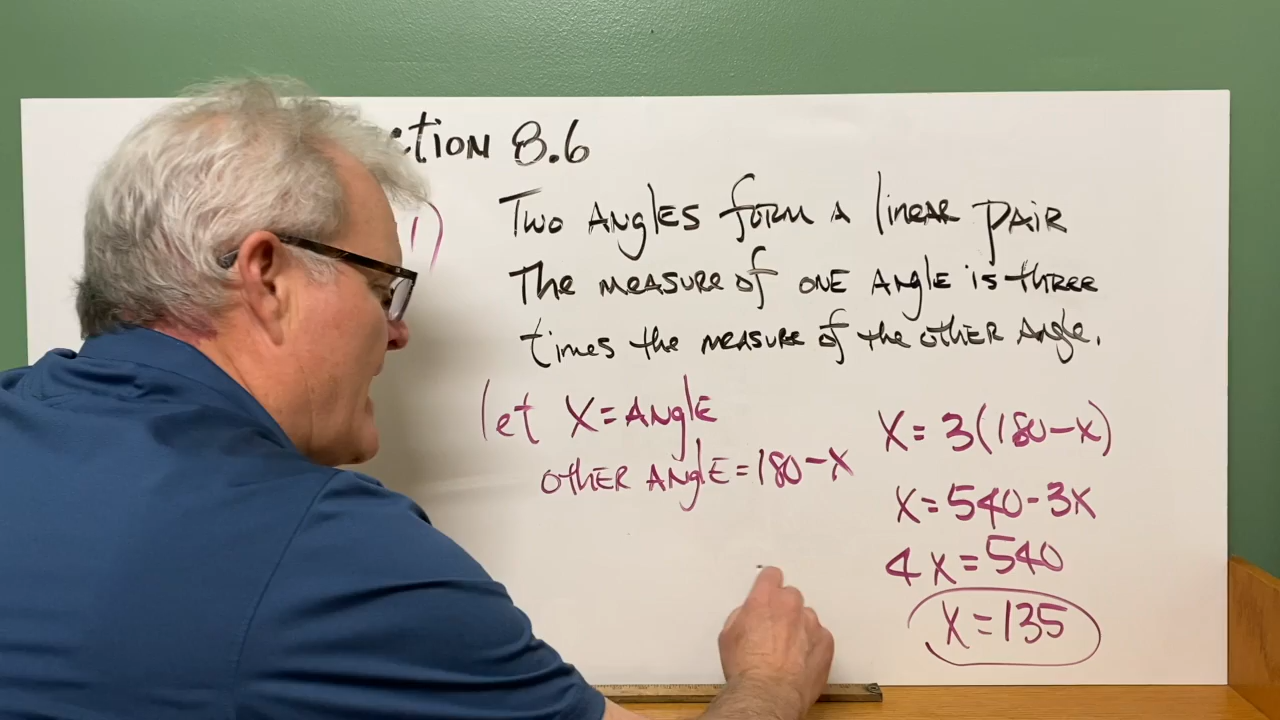 ction 8.6
1)
Two Angles form a linear pair
The measure of one Angle is three
times the measure of the other Angle.
let X = Angle
other Angle = 180 - X
X = 3(180 - X)
X = 540 - 3X
4X = 540
X = 135